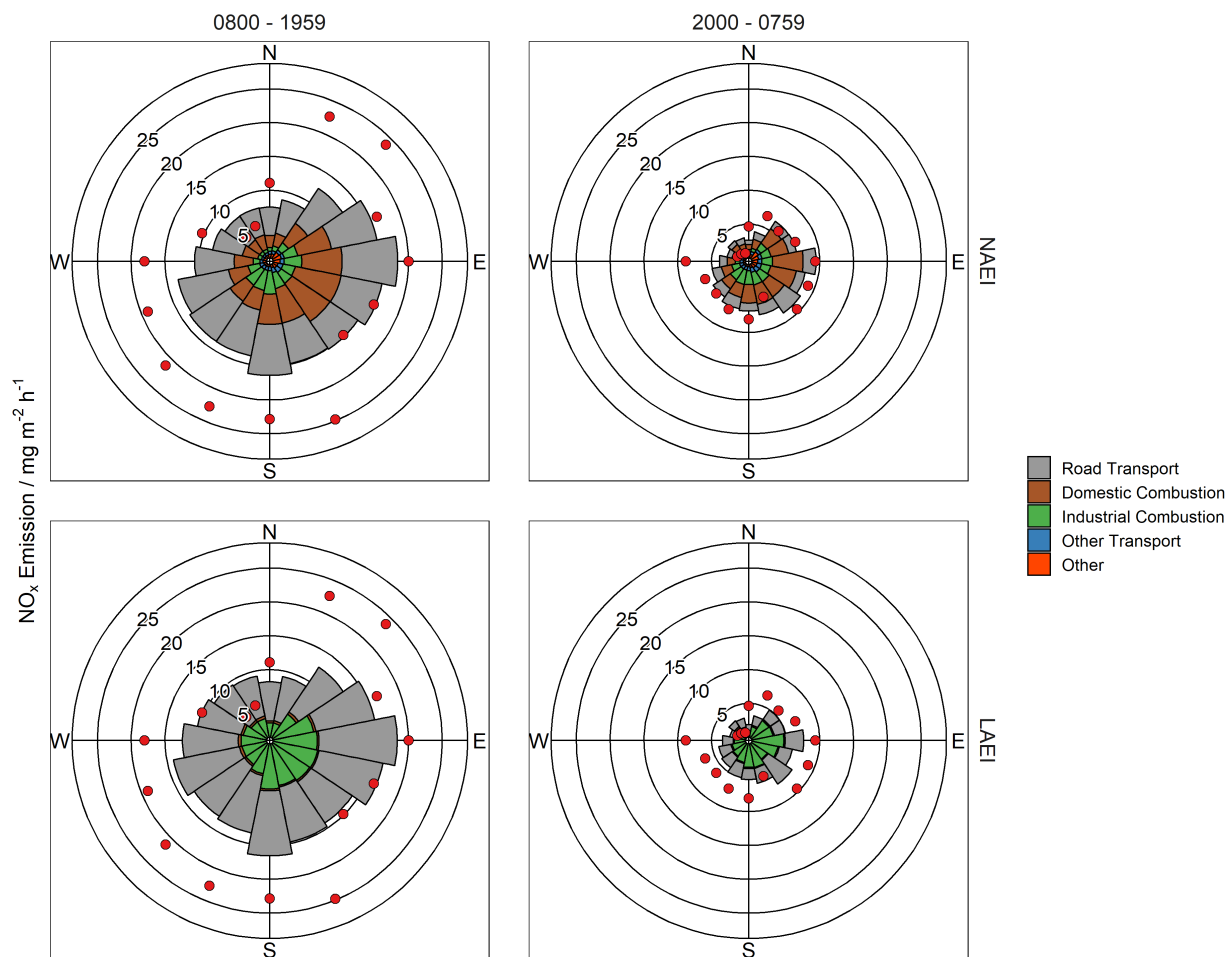 0800 - 1959
2000 - 0759
N
25
20
15
10
5
W
E
S
N
25
20
15
10
5
W
E
S
NAEI
NOx Emission / mg m⁻² h⁻¹
Road Transport
Domestic Combustion
Industrial Combustion
Other Transport
Other
N
25
20
15
10
5
W
E
S
N
25
20
15
10
5
W
E
S
LAEI